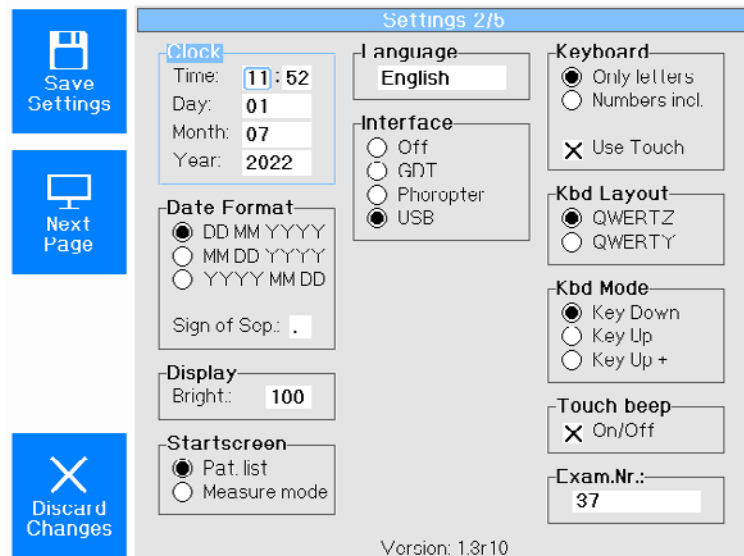 Settings 2/5
Save
Settings
Next
Page
Discard
Changes
Clock
Time: 11 : 52
Day: 01
Month: 07
Year: 2022
Date Format
DD MM YYYY
MM DD YYYY
YYYY MM DD
Sign of Sep.: .
Display
Bright.: 100
Startscreen
Pat. list
Measure mode
Language
English
Interface
Off
GDT
Phoropter
USB
Keyboard
Only letters
Numbers incl.
Use Touch
Kbd Layout
QWERTZ
QWERTY
Kbd Mode
Key Down
Key Up
Key Up +
Touch beep
On/Off
Exam.Nr.:
37
Version: 1.3r10